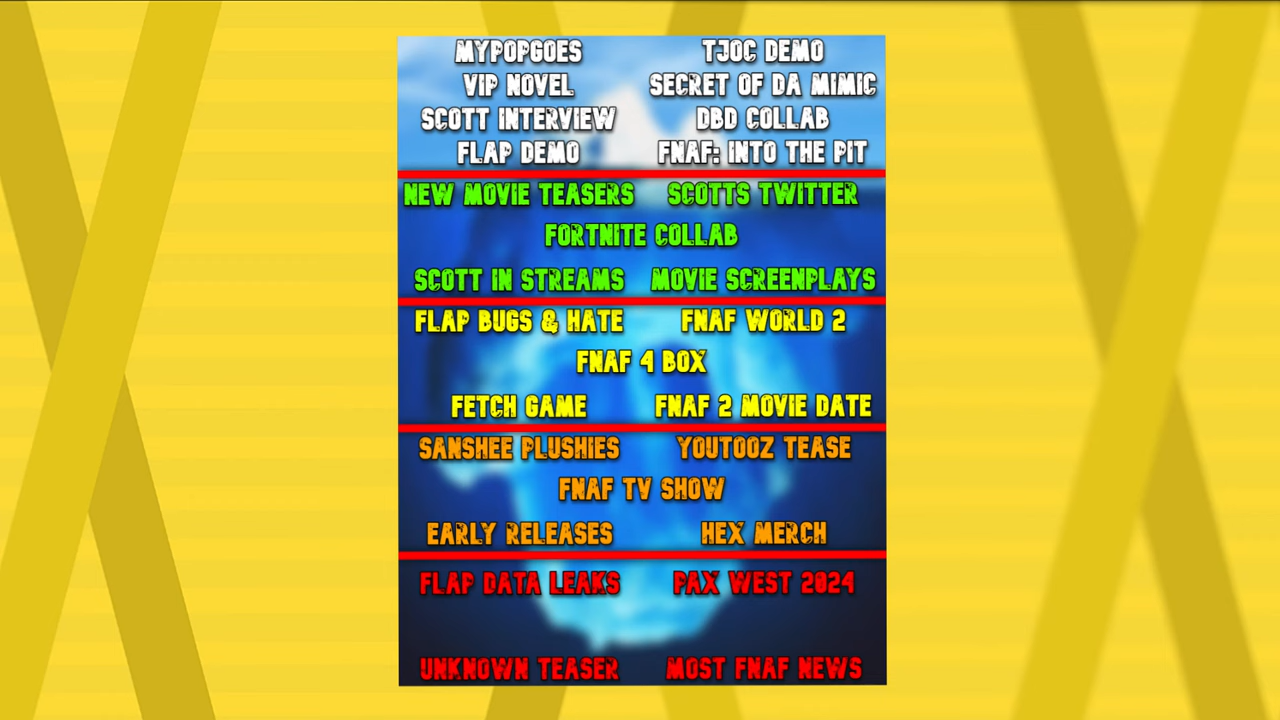 MYPOPGOES TJOC DEMO
VIP NOVEL SECRET OF DA MIMIC
SCOTT INTERVIEW DBD COLLAB
FLAP DEMO FNAF: INTO THE PIT
NEW MOVIE TEASERS SCOTTS TWITTER
FORTNITE COLLAB
SCOTT IN STREAMS MOVIE SCREENPLAYS
FLAP BUGS & HATE FNAF WORLD 2
FNAF 4 BOX
FETCH GAME FNAF 2 MOVIE DATE
SANSHEE PLUSHIES YOUTOOZ TEASE
FNAF TV SHOW
EARLY RELEASES HEX MERCH
FLAP DATA LEAKS PAX WEST 2024
UNKNOWN TEASER MOST FNAF NEWS